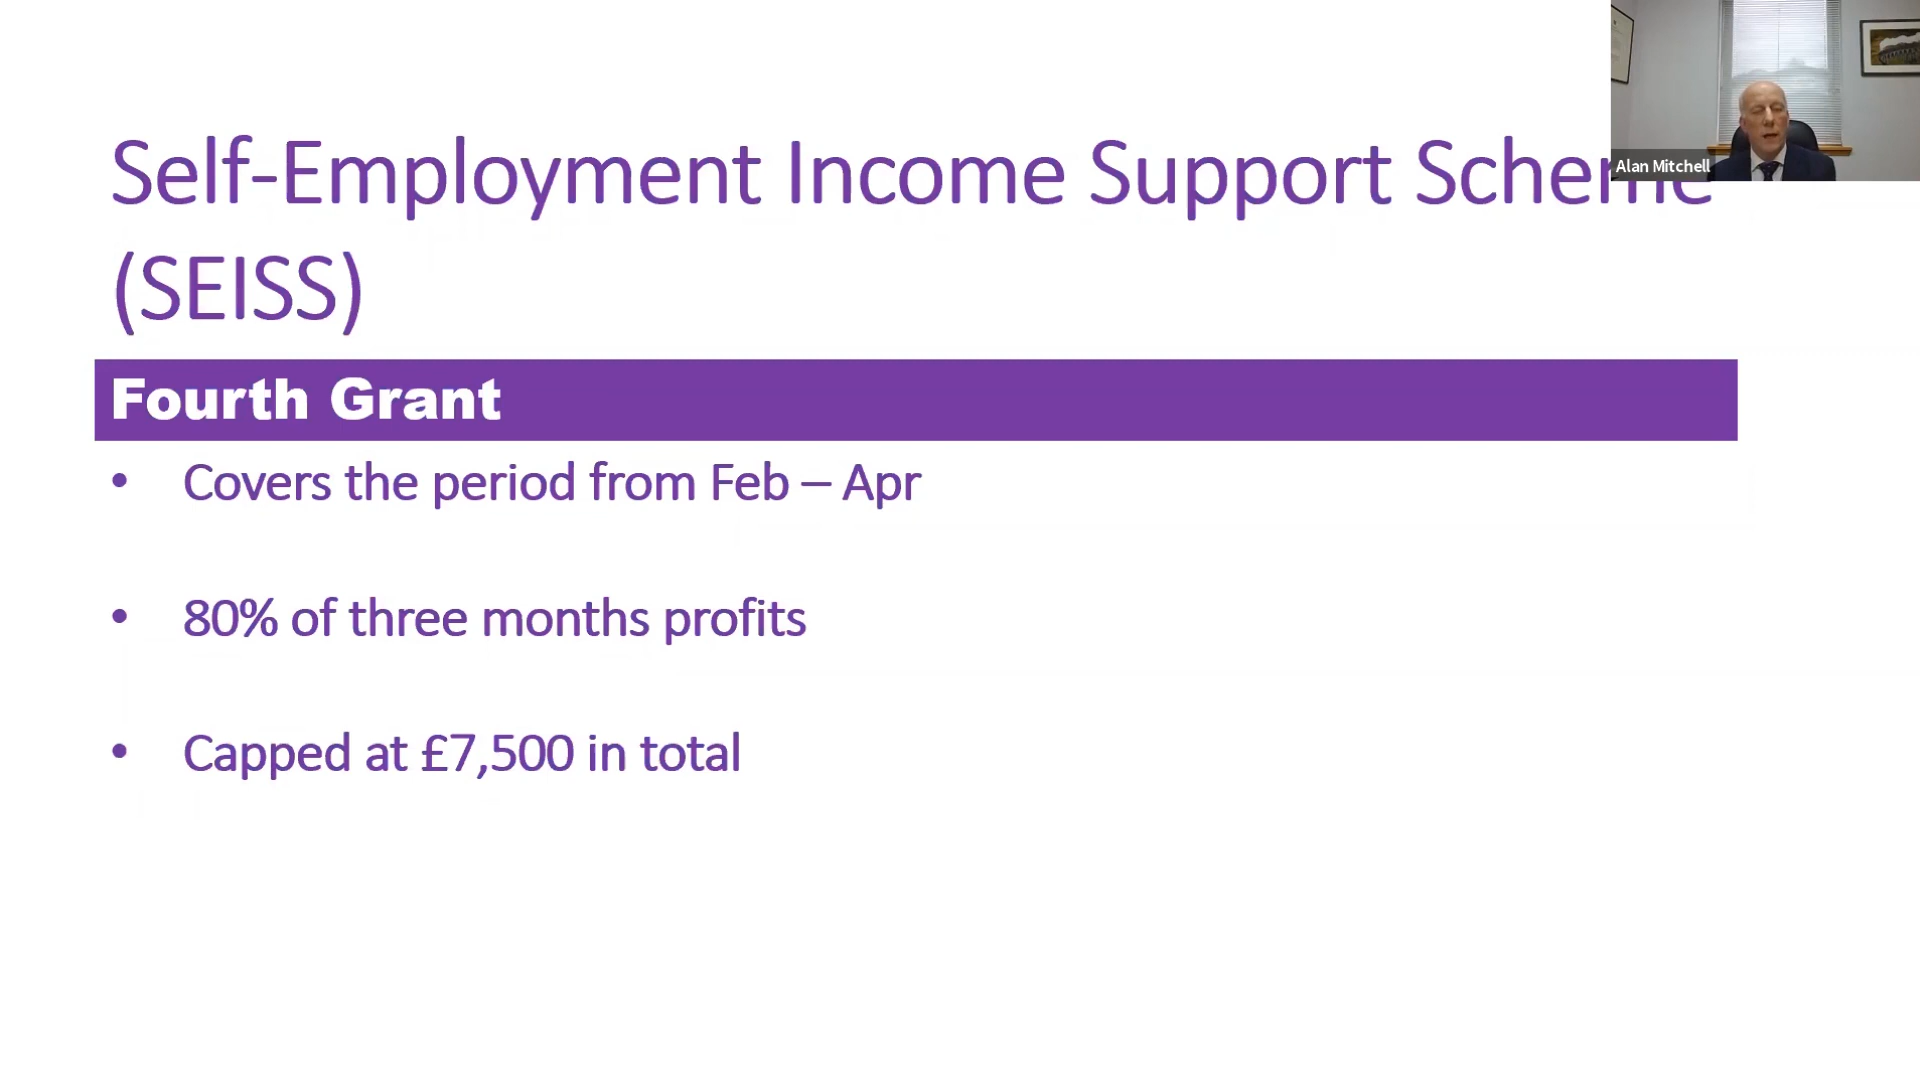 Self-Employment Income Support Scheme
(SEISS)
Alan Mitchell
Fourth Grant
• Covers the period from Feb – Apr
• 80% of three months profits
• Capped at £7,500 in total